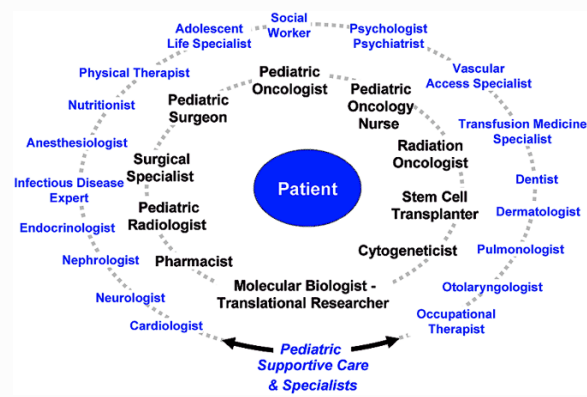 Social
Worker
Adolescent
Life Specialist
Psychologist
Psychiatrist
Physical Therapist
Pediatric
Oncologist
Vascular
Access Specialist
Nutritionist
Pediatric
Surgeon
Pediatric
Oncology
Nurse
Anesthesiologist
Transfusion Medicine
Specialist
Surgical
Specialist
Radiation
Oncologist
Infectious Disease
Expert
Patient
Dentist
Pediatric
Radiologist
Stem Cell
Transplanter
Dermatologist
Endocrinologist
Nephrologist
Pharmacist
Cytogeneticist
Pulmonologist
Neurologist
Molecular Biologist -
Translational Researcher
Otolaryngologist
Cardiologist
Occupational
Therapist
Pediatric
Supportive Care
& Specialists